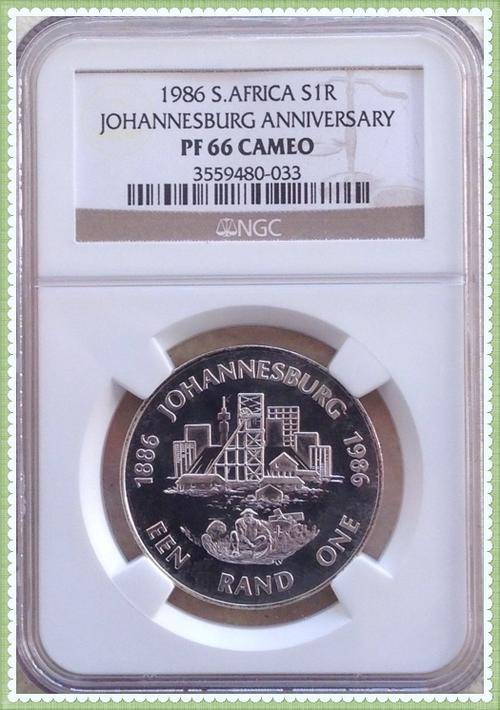 1986 S.AFRICA S1R
JOHANNESBURG ANNIVERSARY
PF 66 CAMEO
3559480-033
NGC
JOHANNESBURG
1886 1986
EEN RAND ONE